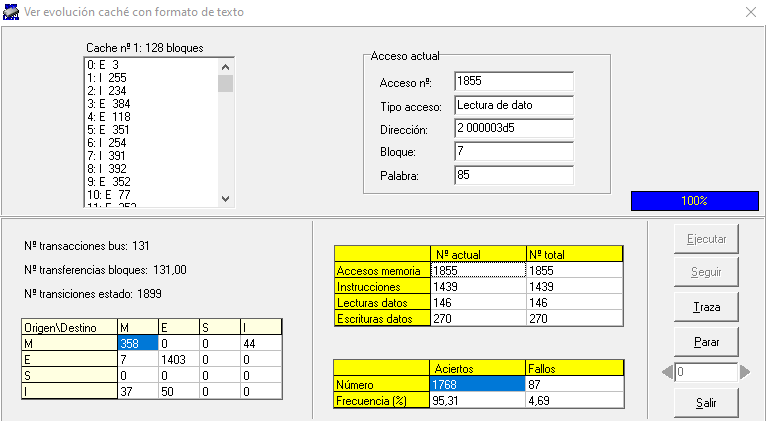 Ver evolución caché con formato de texto
Cache nº 1: 128 bloques
0: E 3
1: I 255
2: I 234
3: E 384
4: E 118
5: E 351
6: I 254
7: I 391
8: I 392
9: E 352
10: E 77
Acceso actual
Acceso nº: 1855
Tipo acceso: Lectura de dato
Dirección: 2 000003d5
Bloque: 7
Palabra: 85
100%
Nº transacciones bus: 131
Nº transferencias bloques: 131,00
Nº transiciones estado: 1899
Origen\Destino M E S I
M 358 0 0 44
E 7 1403 0 0
S 0 0 0 0
I 37 50 0 0
Nº actual Nº total
Accesos memoria 1855 1855
Instrucciones 1439 1439
Lecturas datos 146 146
Escrituras datos 270 270
Aciertos Fallos
Número 1768 87
Frecuencia (%) 95,31 4,69
Ejecutar
Seguir
Traza
Parar
0
Salir